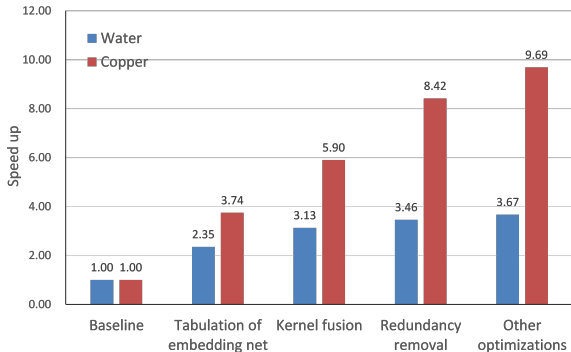 12.00
10.00
8.00
6.00
4.00
2.00
0.00
Speed up
Water
Copper
1.00 1.00
2.35 3.74
3.13 5.90
3.46 8.42
3.67 9.69
Baseline
Tabulation of
embedding net
Kernel fusion
Redundancy
removal
Other
optimizations